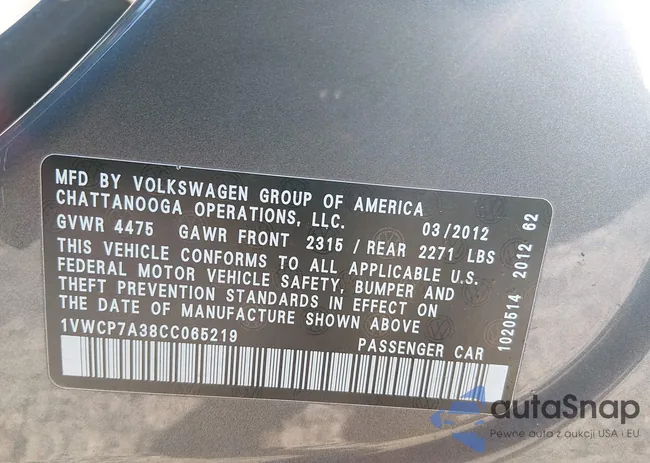 MFD BY VOLKSWAGEN GROUP OF AMERICA
CHATTANOOGA OPERATIONS, LLC. 03/2012
GVWR 4475 GAWR FRONT 2315 / REAR 2271 LBS
THIS VEHICLE CONFORMS TO ALL APPLICABLE U.S.
FEDERAL MOTOR VEHICLE SAFETY, BUMPER AND
THEFT PREVENTION STANDARDS IN EFFECT ON
THE DATE OF MANUFACTURE SHOWN ABOVE
1VWCP7A38CC065219 PASSENGER CAR
1020514 2012 62
autaSnap
Pewne auta z aukcji USA i EU